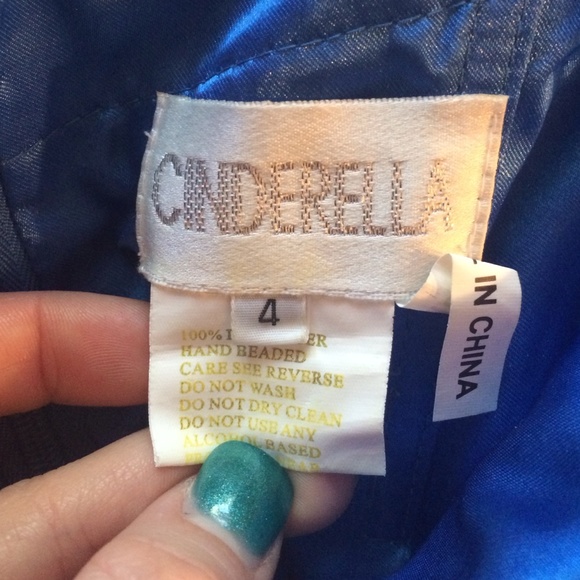 CINDERELLA
4
IN CHINA
100%
HAND BEADED
CARE SEE REVERSE
DO NOT WASH
DO NOT DRY CLEAN
DO NOT USE ANY
ALCOHOL BASED